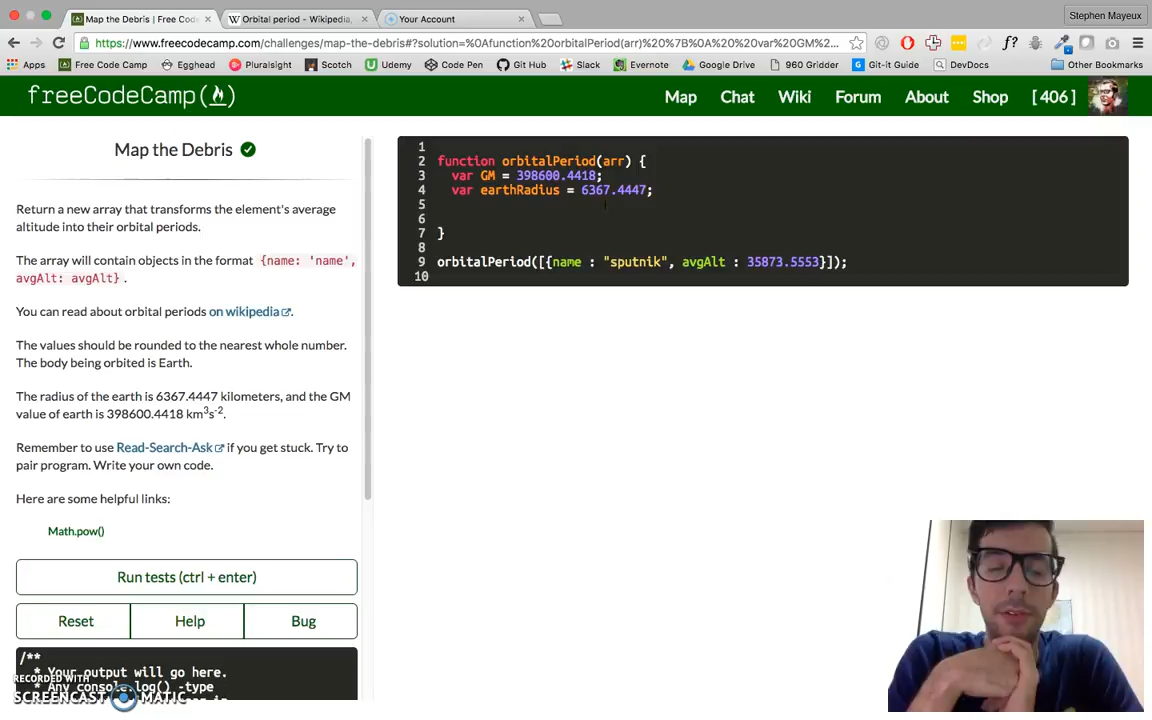 Map the Debris | Free Cod
Orbital period - Wikipedia,
Your Account
Stephen Mayeux
https://www.freecodecamp.com/challenges/map-the-debris#?solution=%0Afunction%20orbitalPeriod(arr)%20%7B%0A%20%20var%20GM%...
Apps
Free Code Camp
Egghead
Pluralsight
Scotch
Udemy
Code Pen
Git Hub
Slack
Evernote
Google Drive
960 Gridder
Git-it Guide
DevDocs
Other Bookmarks
freeCodeCamp
Map
Chat
Wiki
Forum
About
Shop
[ 406 ]
Map the Debris
Return a new array that transforms the element's average
altitude into their orbital periods.
The array will contain objects in the format {name: 'name',
avgAlt: avgAlt}.
You can read about orbital periods on wikipedia.
The values should be rounded to the nearest whole number.
The body being orbited is Earth.
The radius of the earth is 6367.4447 kilometers, and the GM
value of earth is 398600.4418 km3s-2.
Remember to use Read-Search-Ask if you get stuck. Try to
pair program. Write your own code.
Here are some helpful links:
Math.pow()
Run tests (ctrl + enter)
Reset
Help
Bug
/**
* Your output will go here.
* Any console.log() -type
RECORDED WITH
SCREENCAST MATIC
1
2 function orbitalPeriod(arr) {
3 var GM = 398600.4418;
4 var earthRadius = 6367.4447;
5
6
7 }
8
9 orbitalPeriod([{name : "sputnik", avgAlt : 35873.5553}]);
10